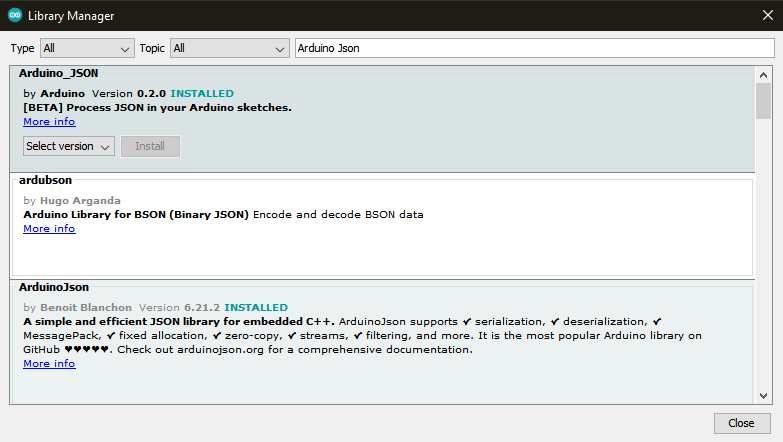 Library Manager
Type All Topic All Arduino Json
Arduino_JSON
by Arduino Version 0.2.0 INSTALLED
[BETA] Process JSON in your Arduino sketches.
More info
Select version Install
ardubson
by Hugo Arganda
Arduino Library for BSON (Binary JSON) Encode and decode BSON data
More info
ArduinoJson
by Benoit Blanchon Version 6.21.2 INSTALLED
A simple and efficient JSON library for embedded C++. ArduinoJson supports ✔ serialization, ✔ deserialization, ✔
MessagePack, ✔ fixed allocation, ✔ zero-copy, ✔ streams, ✔ filtering, and more. It is the most popular Arduino library on
GitHub ♥♥♥♥♥. Check out arduinojson.org for a comprehensive documentation.
More info
Close